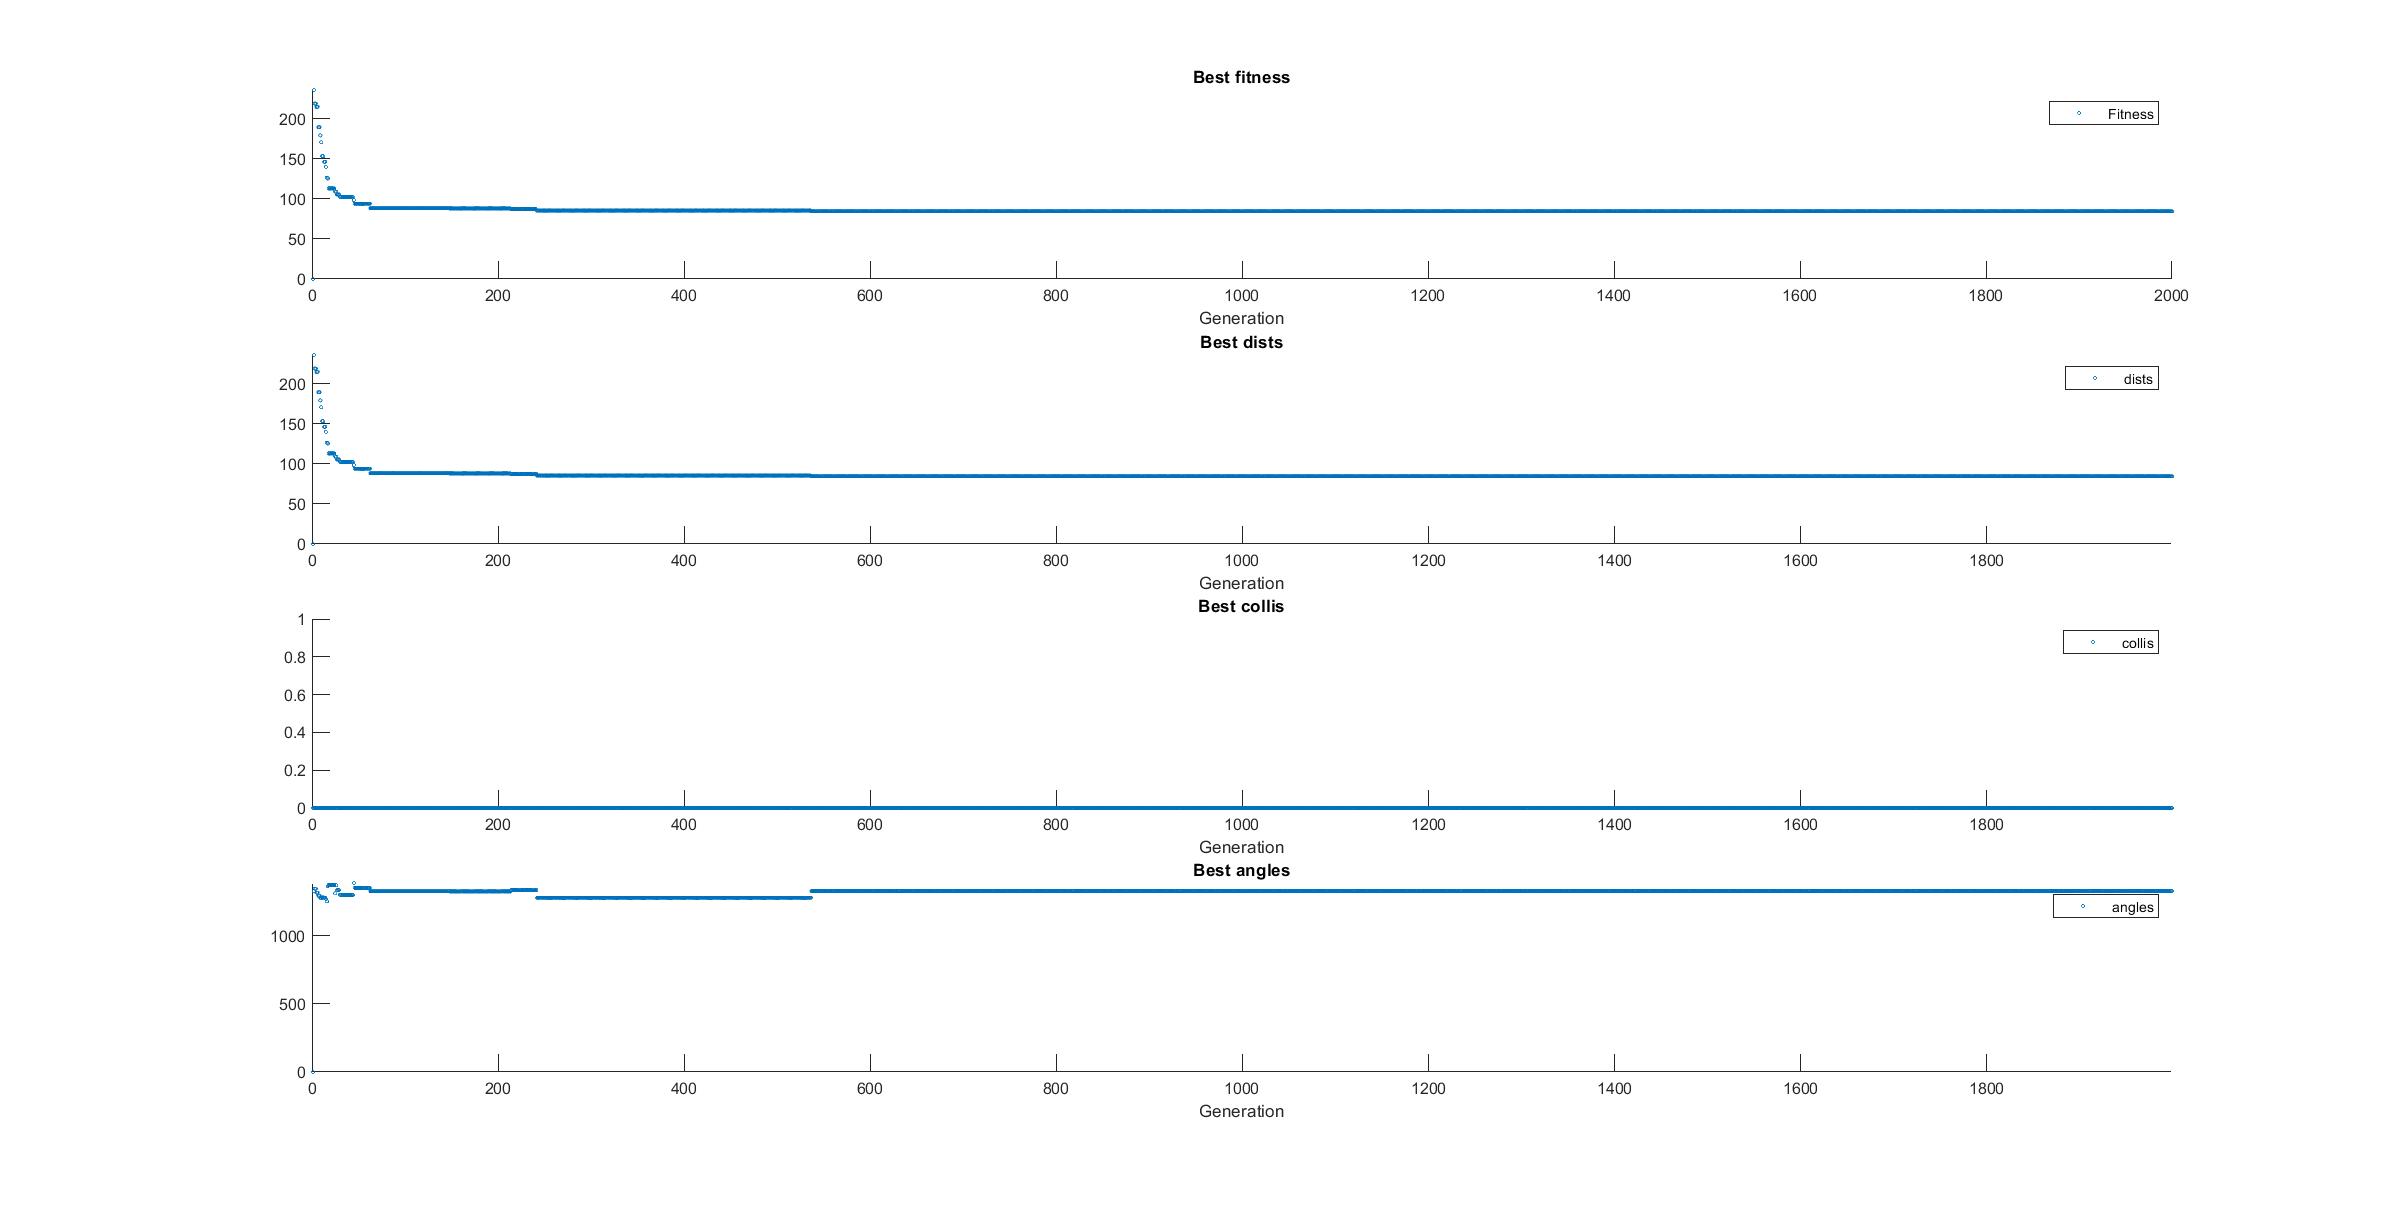 Best fitness
Fitness
200
150
100
50
0
0 200 400 600 800 1000 1200 1400 1600 1800 2000
Generation
Best dists
dists
200
150
100
50
0
0 200 400 600 800 1000 1200 1400 1600 1800
Generation
Best collis
1
collis
0.8
0.6
0.4
0.2
0
0 200 400 600 800 1000 1200 1400 1600 1800
Generation
Best angles
angles
1000
500
0
0 200 400 600 800 1000 1200 1400 1600 1800
Generation